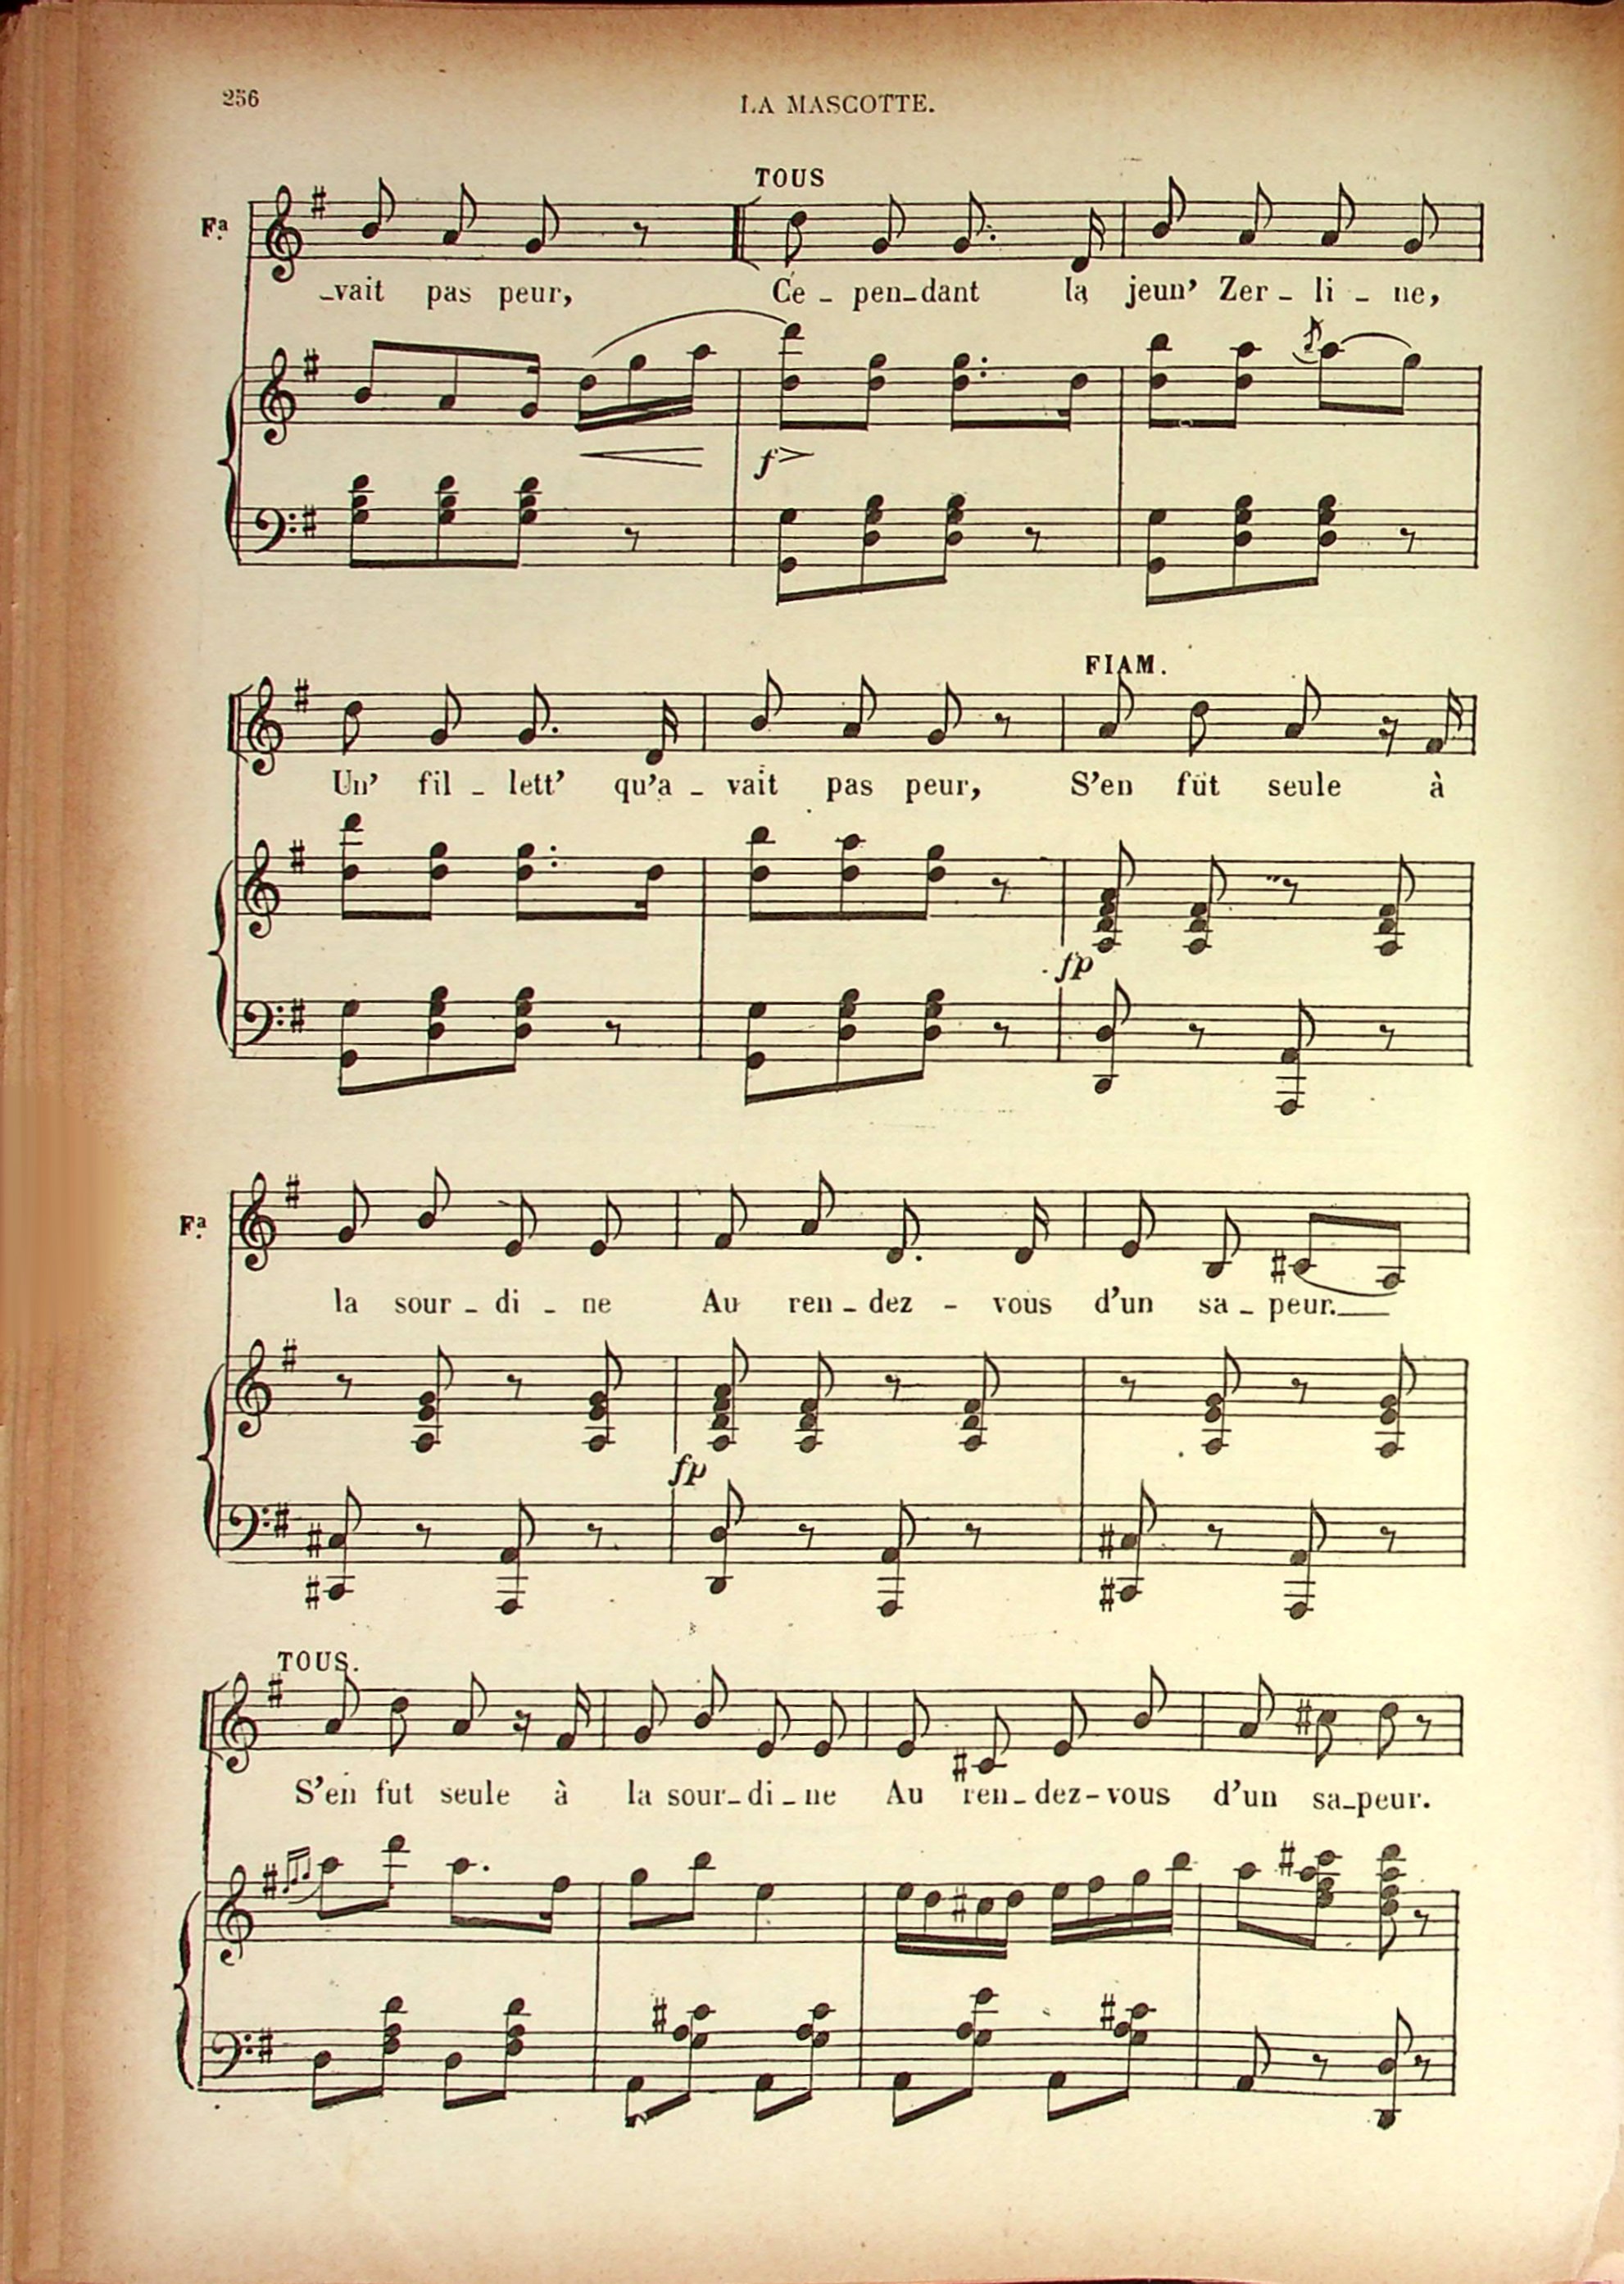 256
LA MASCOTTE.
TOUS
Fa.
-vait pas peur, Ce - pen-dant la jeun' Zer - li - ne,
f
FIAM.
Un' fil - lett' qu'a - vait pas peur, S'en fût seule à
fp
Fa.
la sour - di - ne Au ren - dez - vous d'un sa - peur.
fp
TOUS.
S'en fut seule à la sour-di-ne Au ren-dez-vous d'un sa-peur.